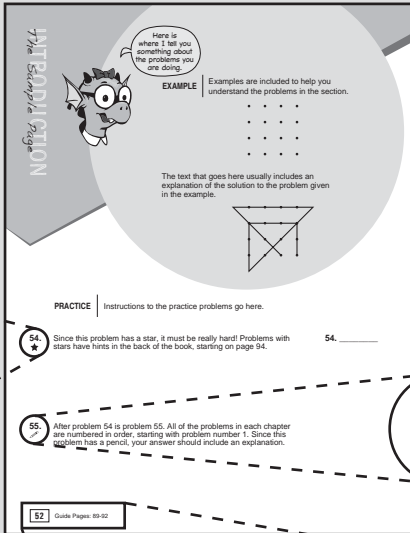 INTRODUCTION
The Sample Page
Here is
where I tell you
something about
the problems you
are doing.
EXAMPLE
Examples are included to help you
understand the problems in the section.
The text that goes here usually includes an
explanation of the solution to the problem given
in the example.
PRACTICE
Instructions to the practice problems go here.
54.
Since this problem has a star, it must be really hard! Problems with
stars have hints in the back of the book, starting on page 94.
54. ________
55.
After problem 54 is problem 55. All of the problems in each chapter
are numbered in order, starting with problem number 1. Since this
problem has a pencil, your answer should include an explanation.
52
Guide Pages: 89-92